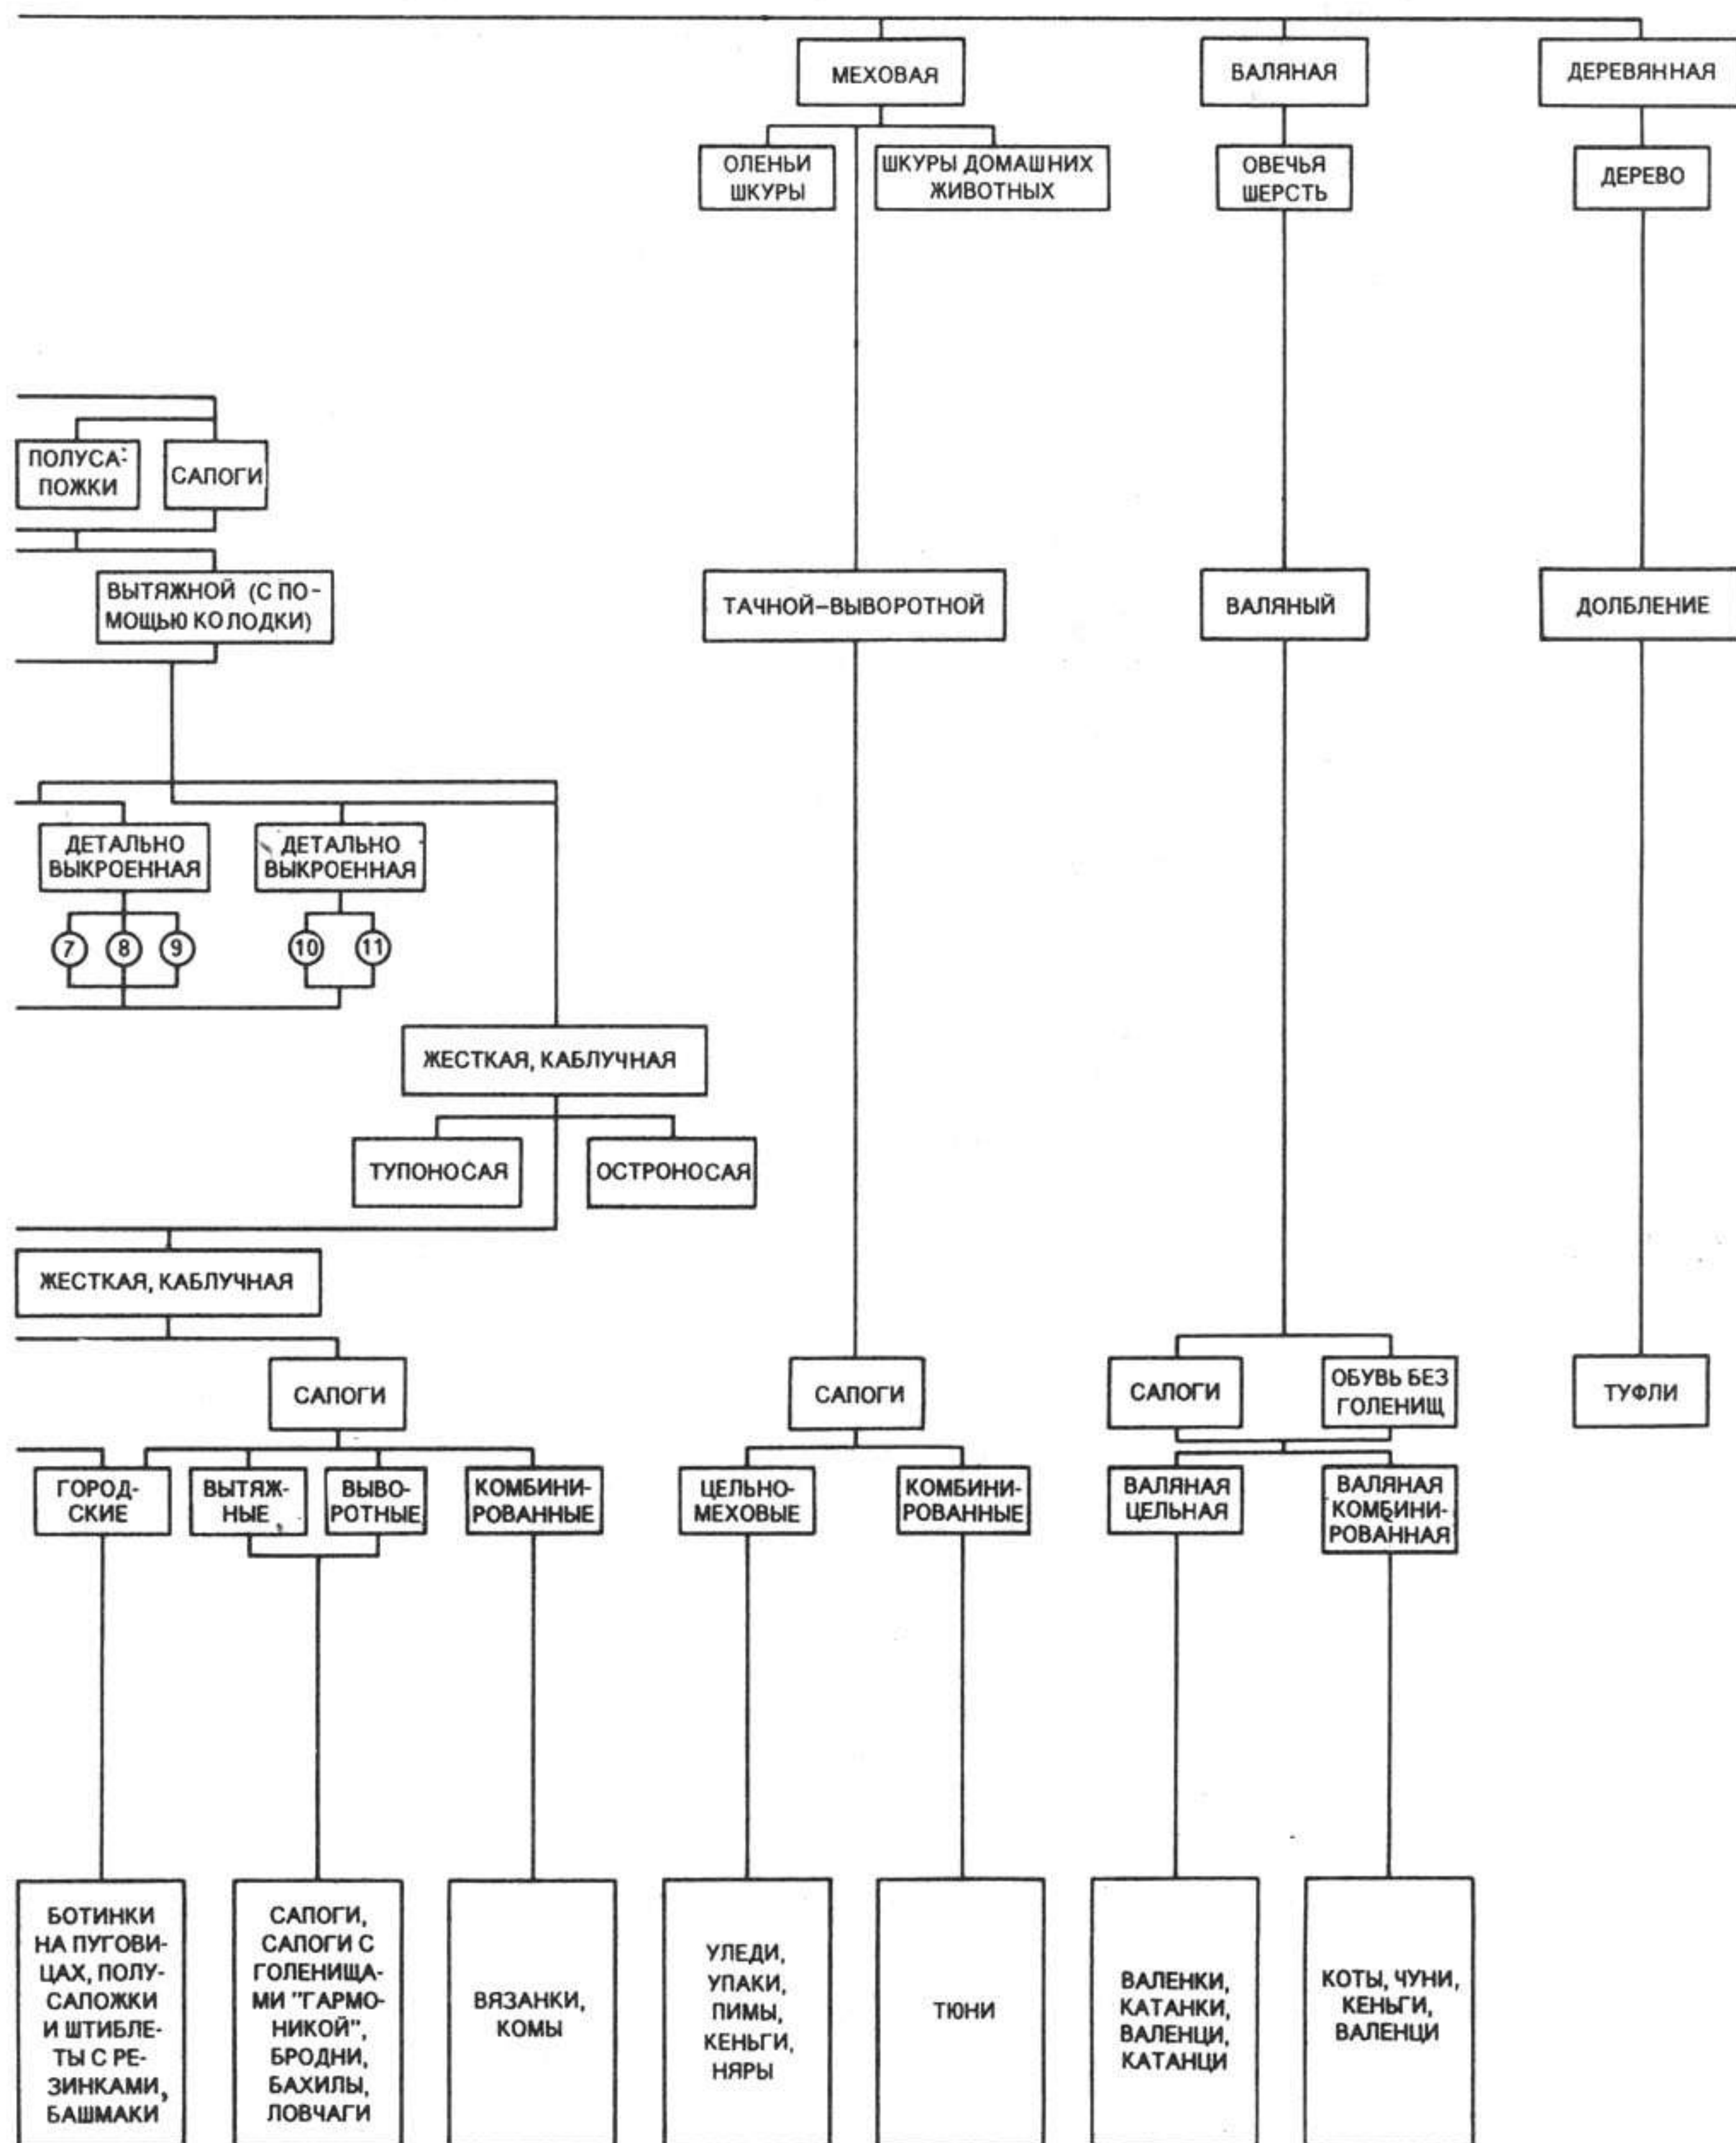 МЕХОВАЯ
ВАЛЯНАЯ
ДЕРЕВЯННАЯ
ОЛЕНЬИ
ШКУРЫ
ШКУРЫ ДОМАШНИХ
ЖИВОТНЫХ
ОВЕЧЬЯ
ШЕРСТЬ
ДЕРЕВО
ПОЛУСА-
ПОЖКИ
САПОГИ
ВЫТЯЖНОЙ (С ПО-
МОЩЬЮ КОЛОДКИ)
ТАЧНОЙ-ВЫВОРОТНОЙ
ВАЛЯНЫЙ
ДОЛБЛЕНИЕ
ДЕТАЛЬНО
ВЫКРОЕННАЯ
ДЕТАЛЬНО
ВЫКРОЕННАЯ
7 8 9 10 11
ЖЕСТКАЯ, КАБЛУЧНАЯ
ТУПОНОСАЯ
ОСТРОНОСАЯ
ЖЕСТКАЯ, КАБЛУЧНАЯ
САПОГИ
САПОГИ
САПОГИ
ОБУВЬ БЕЗ
ГОЛЕНИЩ
ТУФЛИ
ГОРОД-
СКИЕ
ВЫТЯЖ-
НЫЕ
ВЫВО-
РОТНЫЕ
КОМБИНИ-
РОВАННЫЕ
ЦЕЛЬНО-
МЕХОВЫЕ
КОМБИНИ-
РОВАННЫЕ
ВАЛЯНАЯ
ЦЕЛЬНАЯ
ВАЛЯНАЯ
КОМБИНИ-
РОВАННАЯ
БОТИНКИ
НА ПУГОВИ-
ЦАХ, ПОЛУ-
САПОЖКИ
И ШТИБЛЕ-
ТЫ С РЕ-
ЗИНКАМИ,
БАШМАКИ
САПОГИ,
САПОГИ С
ГОЛЕНИЩА-
МИ "ГАРМО-
НИКОЙ",
БРОДНИ,
БАХИЛЫ,
ЛОВЧАГИ
ВЯЗАНКИ,
КОМЫ
УЛЕДИ,
УПАКИ,
ПИМЫ,
КЕНЬГИ,
НЯРЫ
ТЮНИ
ВАЛЕНКИ,
КАТАНКИ,
ВАЛЕНЦИ,
КАТАНЦИ
КОТЫ, ЧУНИ,
КЕНЬГИ,
ВАЛЕНЦИ